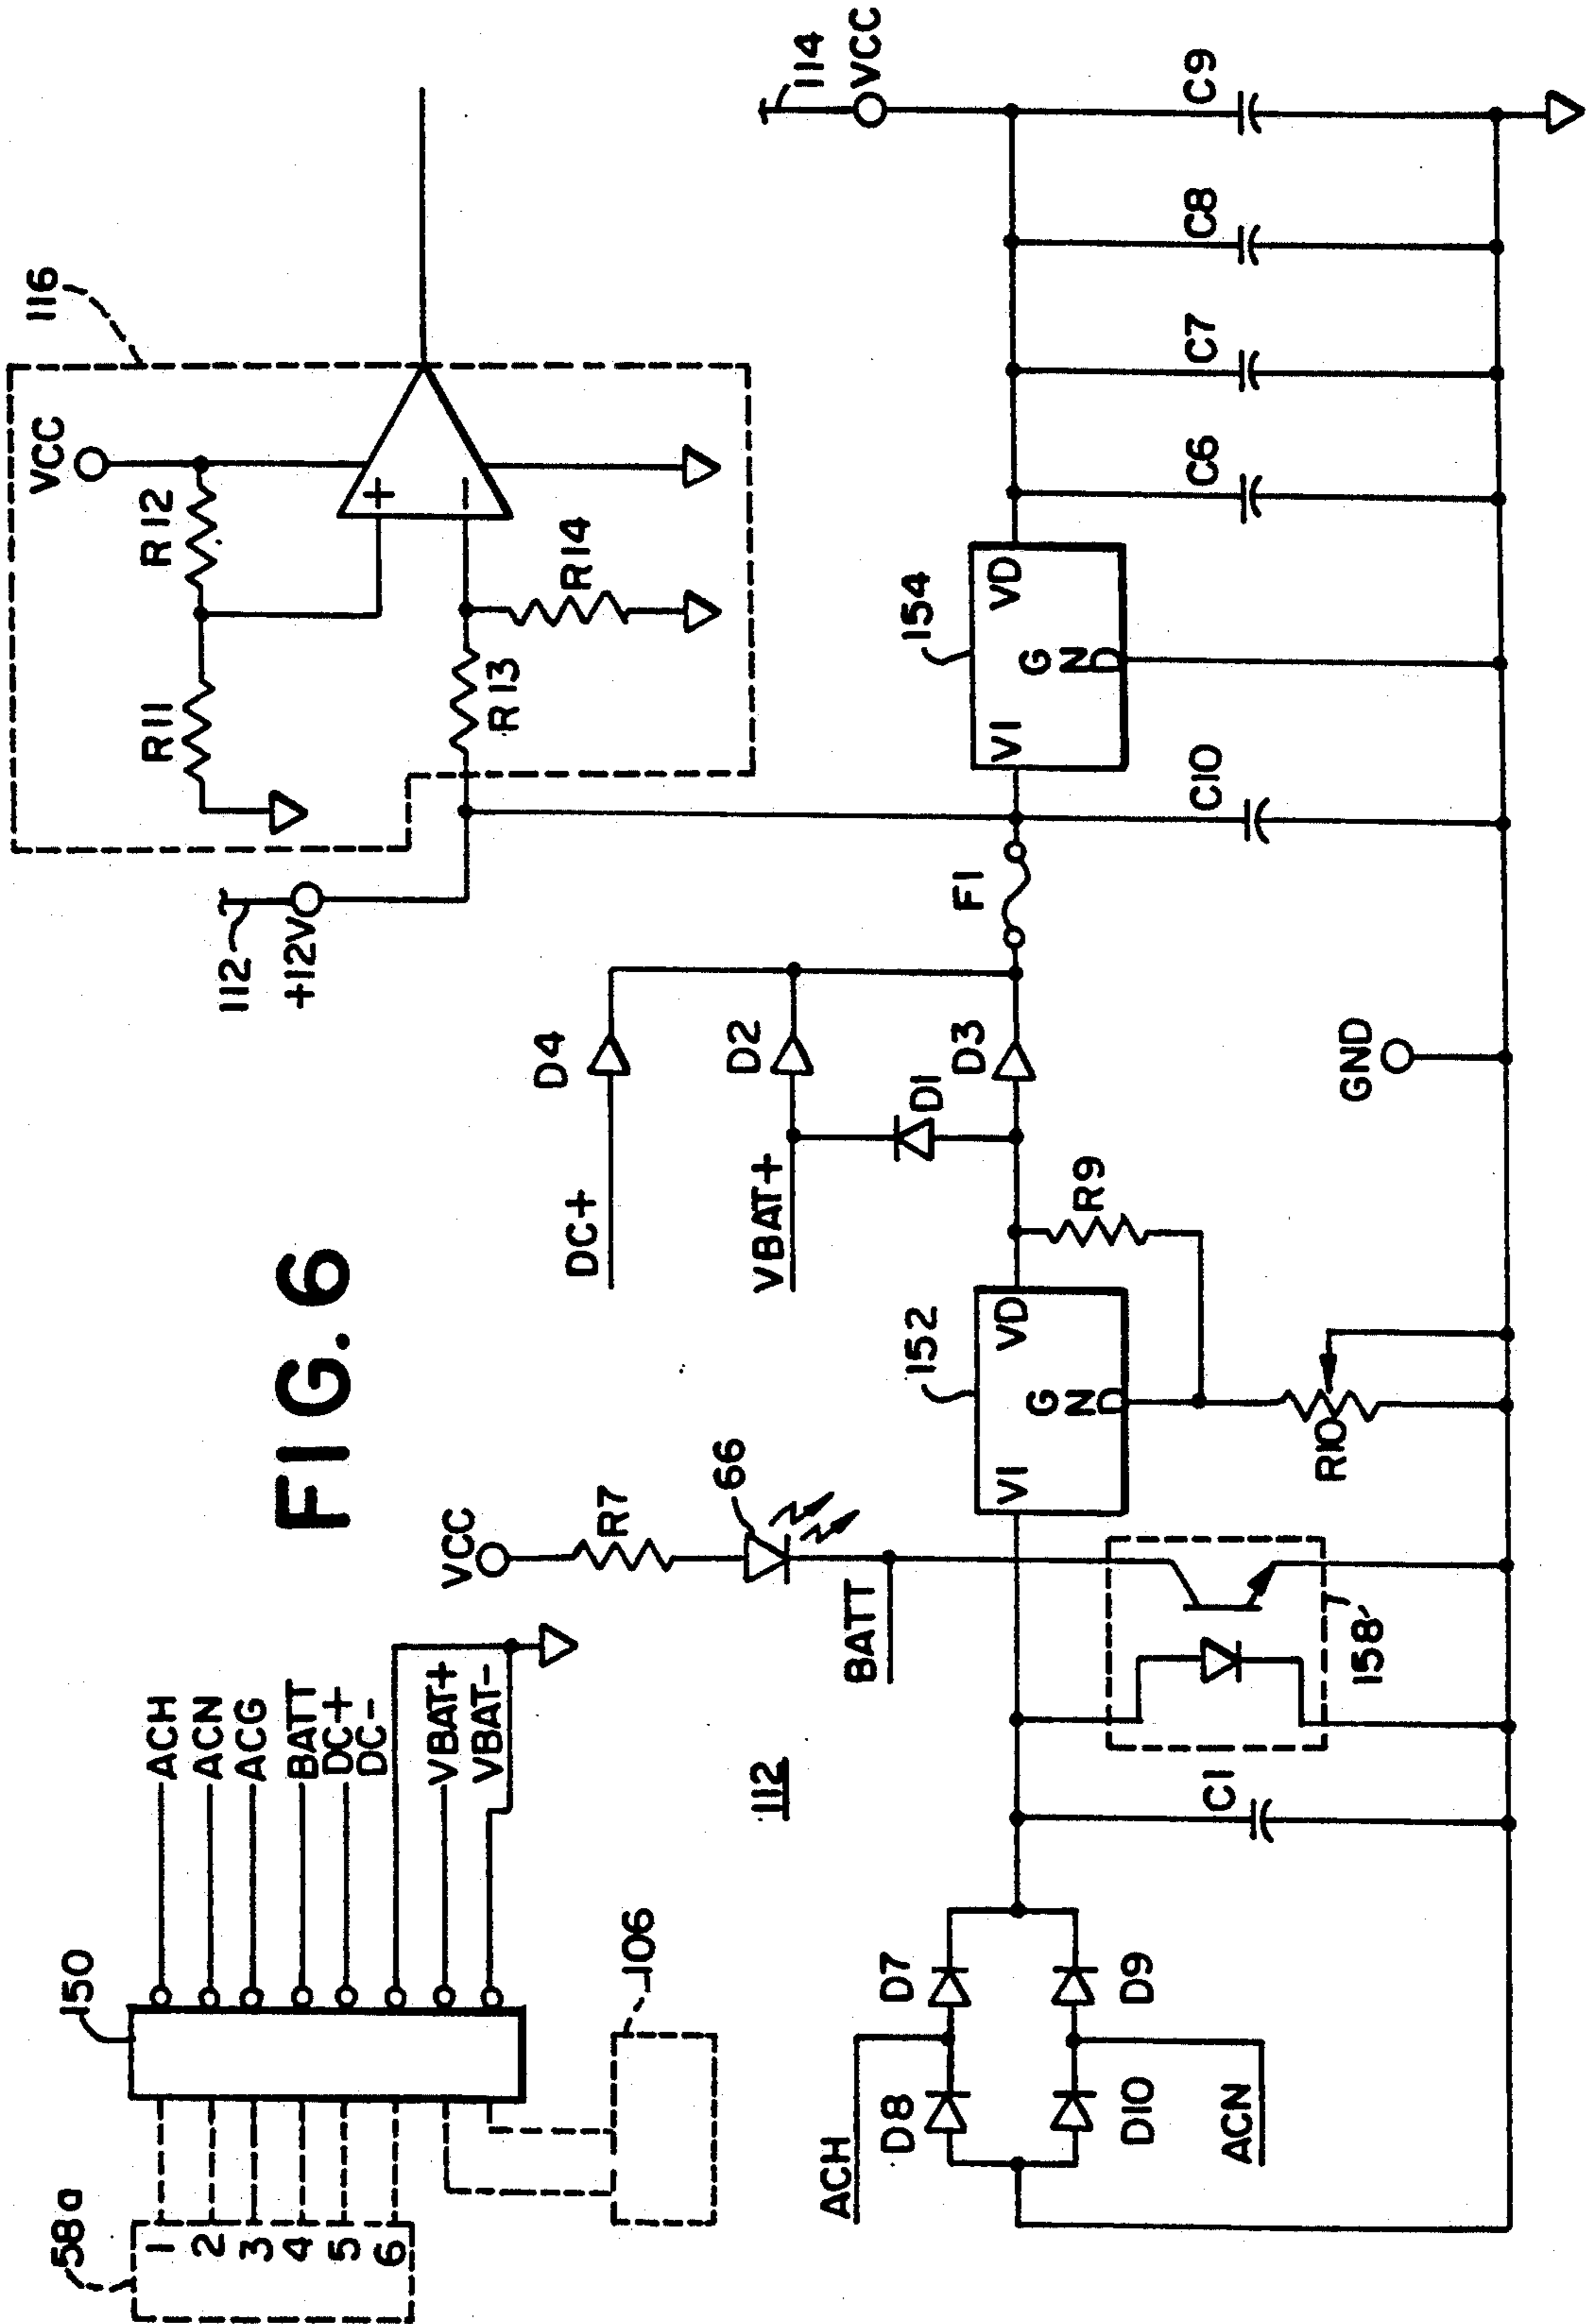 FIG. 6
58a
1
2
3
4
5
6
150
ACH
ACN
ACG
BATT
DC+
DC-
VBAT+
VBAT-
106
112
VCC
R7
66
BATT
158
ACH
D7
D8
D9
D10
ACN
C1
152
VI
VD
GND
R9
R10
DC+
D4
VBAT+
D2
D1
D3
GND
F1
112
+12V
116
VCC
R12
R11
+
-
R13
R14
154
VI
VD
GND
C10
C6
C7
C8
C9
114
VCC